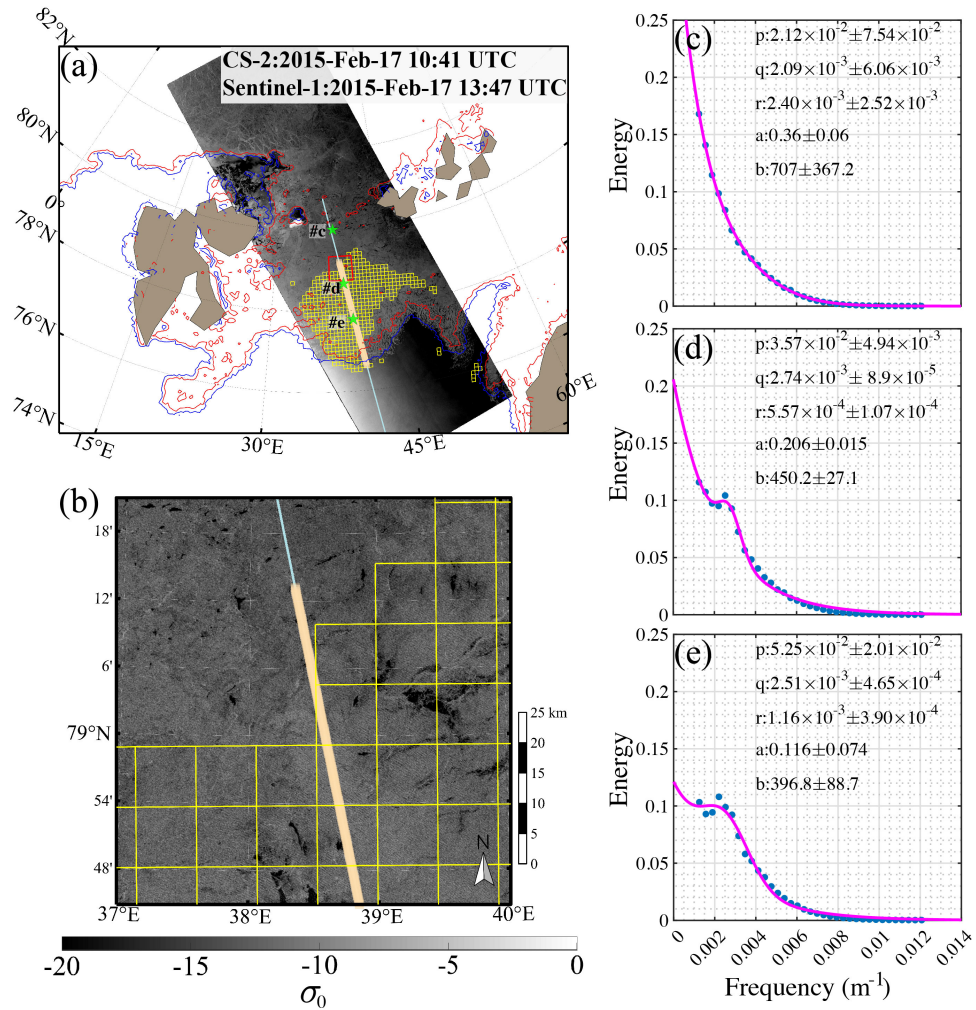 (a)
CS-2:2015-Feb-17 10:41 UTC
Sentinel-1:2015-Feb-17 13:47 UTC
82°N
80°N
0°
78°N
76°N
74°N
15°E
30°E
45°E
60°E
#c
#d
#e
(b)
18'
12'
6'
79°N
54'
48'
37°E
38°E
39°E
40°E
25 km
20
15
10
5
0
N
-20
-15
-10
-5
0
σ₀
(c)
p:2.12×10⁻²±7.54×10⁻²
q:2.09×10⁻³±6.06×10⁻³
r:2.40×10⁻³±2.52×10⁻³
a:0.36±0.06
b:707±367.2
Energy
0.25
0.2
0.15
0.1
0.05
0
(d)
p:3.57×10⁻²±4.94×10⁻³
q:2.74×10⁻³± 8.9×10⁻⁵
r:5.57×10⁻⁴±1.07×10⁻⁴
a:0.206±0.015
b:450.2±27.1
Energy
0.25
0.2
0.15
0.1
0.05
0
(e)
p:5.25×10⁻²±2.01×10⁻²
q:2.51×10⁻³±4.65×10⁻⁴
r:1.16×10⁻³±3.90×10⁻⁴
a:0.116±0.074
b:396.8±88.7
Energy
0.25
0.2
0.15
0.1
0.05
0
0
0.002
0.004
0.006
0.008
0.01
0.012
0.014
Frequency (m⁻¹)